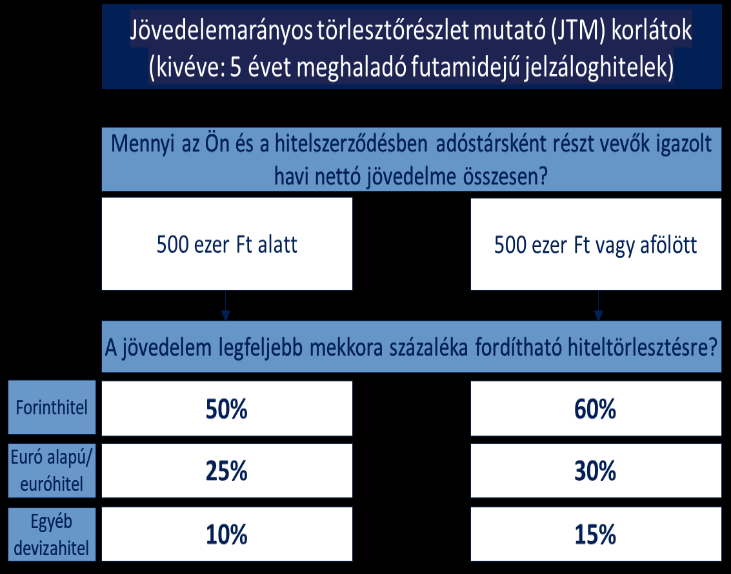 Jövedelemarányos törlesztőrészlet mutató (JTM) korlátok
(kivéve: 5 évet meghaladó futamidejű jelzáloghitelek)
Mennyi az Ön és a hitelszerződésben adóstársként részt vevők igazolt
havi nettó jövedelme összesen?
500 ezer Ft alatt
500 ezer Ft vagy afölött
A jövedelem legfeljebb mekkora százaléka fordítható hiteltörlesztésre?
Forinthitel
50%
60%
Euró alapú/
euróhitel
25%
30%
Egyéb
devizahitel
10%
15%